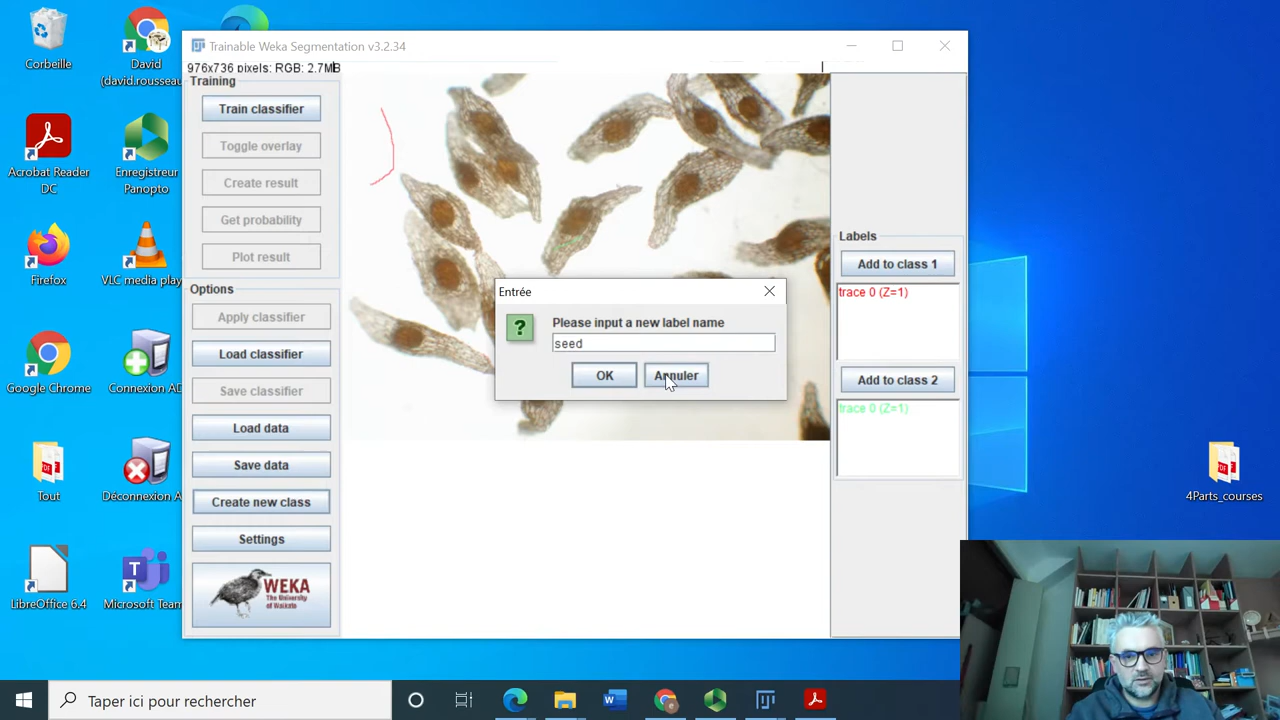 Corbeille
David
(david.rousseau
Acrobat Reader
DC
Enregistreur
Panopto
Firefox
VLC media play
Google Chrome
Connexion AD
Tout
Déconnexion A
LibreOffice 6.4
Microsoft Team
Trainable Weka Segmentation v3.2.34
976x736 pixels; RGB; 2.7MB
Training
Train classifier
Toggle overlay
Create result
Get probability
Plot result
Options
Apply classifier
Load classifier
Save classifier
Load data
Save data
Create new class
Settings
WEKA
The University
of Waikato
Entrée
Please input a new label name
seed
OK
Annuler
Labels
Add to class 1
trace 0 (Z=1)
Add to class 2
trace 0 (Z=1)
4Parts_courses
Taper ici pour rechercher